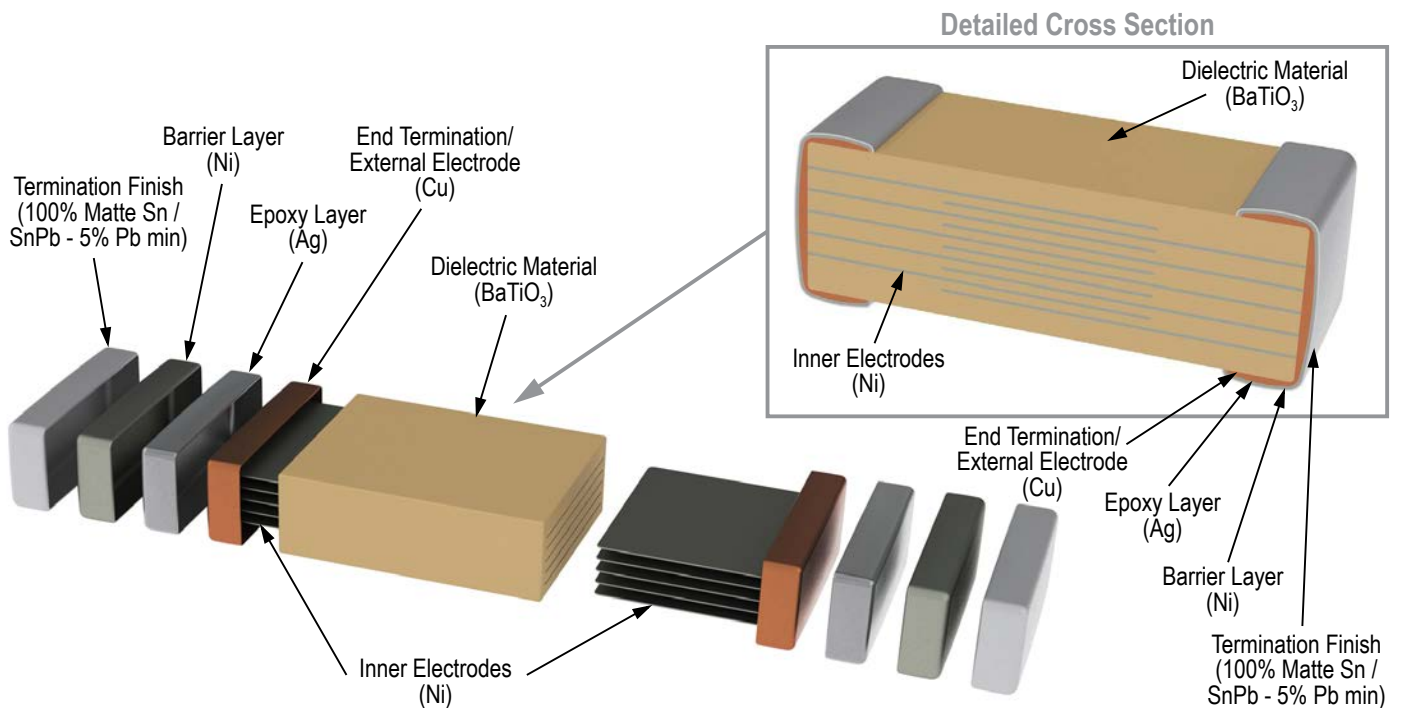 Detailed Cross Section
Dielectric Material
(BaTiO₃)
Inner Electrodes
(Ni)
End Termination/
External Electrode
(Cu)
Epoxy Layer
(Ag)
Barrier Layer
(Ni)
Termination Finish
(100% Matte Sn /
SnPb - 5% Pb min)
Termination Finish
(100% Matte Sn /
SnPb - 5% Pb min)
Barrier Layer
(Ni)
Epoxy Layer
(Ag)
End Termination/
External Electrode
(Cu)
Dielectric Material
(BaTiO₃)
Inner Electrodes
(Ni)